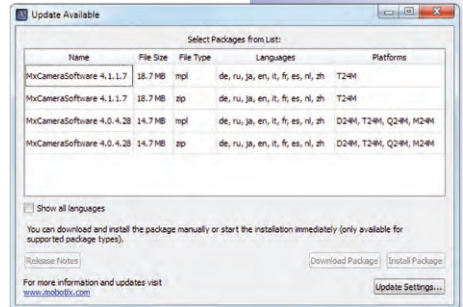 Update Available
Select Packages from List:
Name File Size File Type Languages Platforms
MxCameraSoftware 4.1.1.7 18.7 MB mpl de, ru, ja, en, it, fr, es, nl, zh T24M
MxCameraSoftware 4.1.1.7 18.7 MB zip de, ru, ja, en, it, fr, es, nl, zh T24M
MxCameraSoftware 4.0.4.28 14.7 MB mpl de, ru, ja, en, it, fr, es, nl, zh D24M, T24M, Q24M, M24M
MxCameraSoftware 4.0.4.28 14.7 MB zip de, ru, ja, en, it, fr, es, nl, zh D24M, T24M, Q24M, M24M
Show all languages
You can download and install the package manually or start the installation immediately (only available for
supported package types).
Release Notes Download Package Install Package
For more information and updates visit
www.mobotix.com Update Settings...